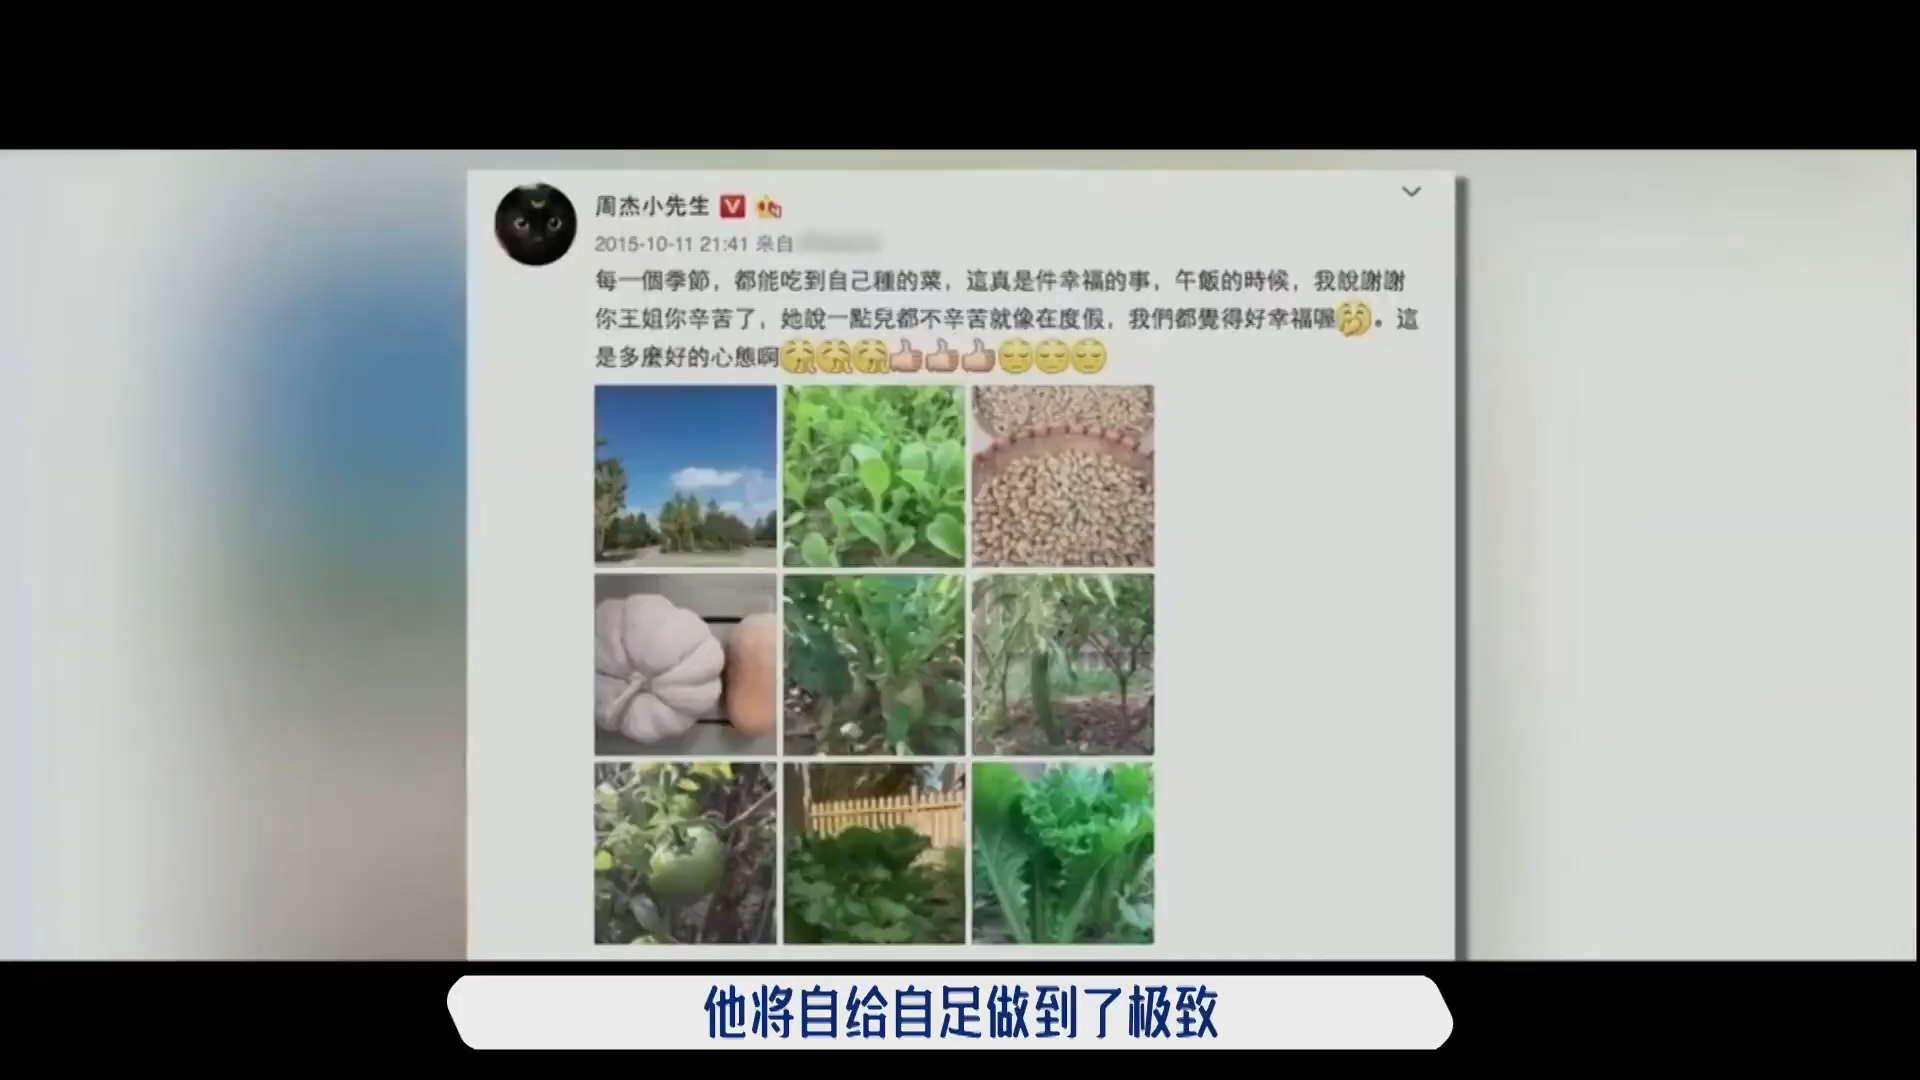 周杰小先生
2015-10-11 21:41 来自
每一個季節，都能吃到自己種的菜，這真是件幸福的事，午飯的時候，我說謝謝
你王姐你辛苦了，她說一點兒都不辛苦就像在度假，我們都覺得好幸福喔。這
是多麼好的心態啊
他将自给自足做到了极致